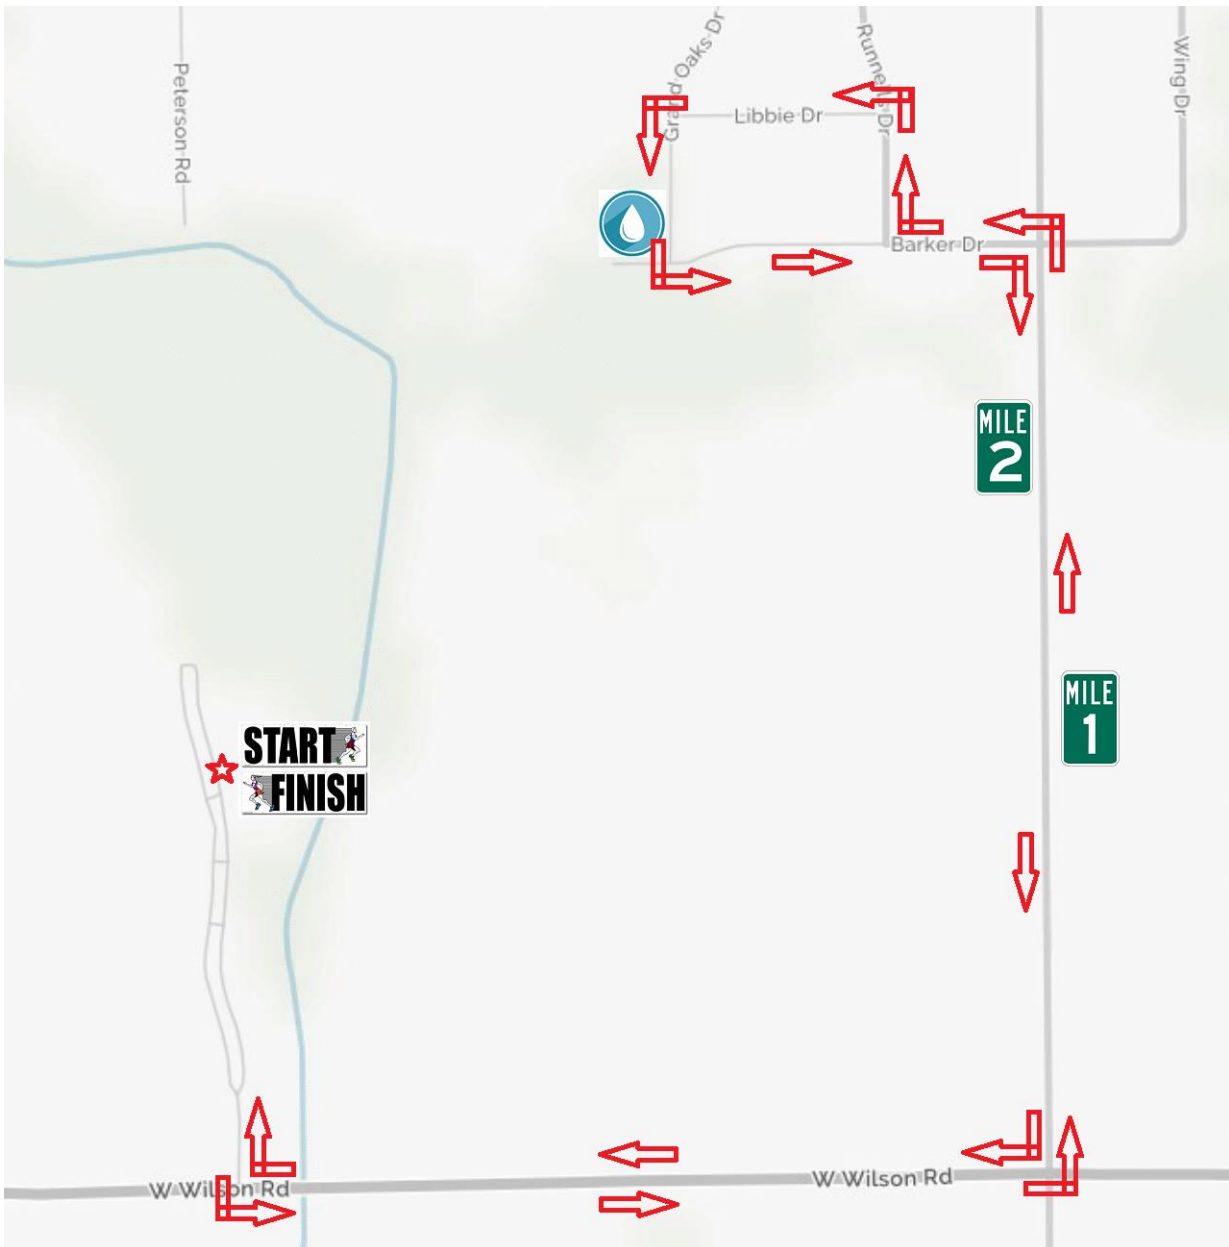 Peterson Rd
Grand Oaks Dr
Runnells Dr
Wing Dr
Libbie Dr
Barker Dr
MILE
2
MILE
1
START
FINISH
W Wilson Rd
W Wilson Rd